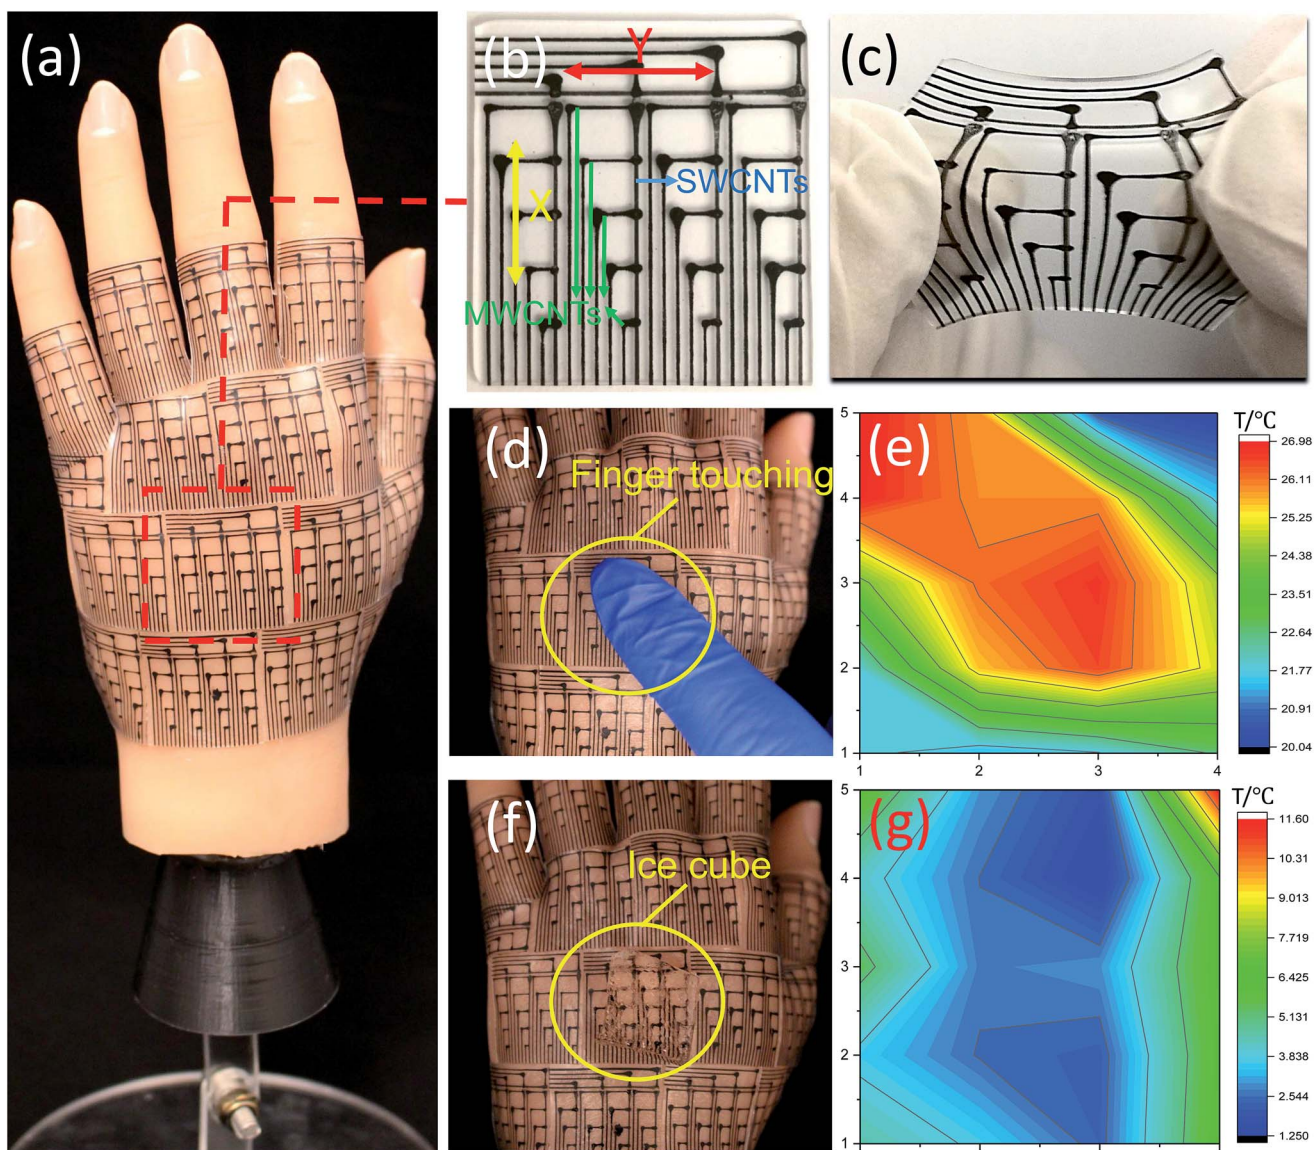 (a)
(b)
Y
X
SWCNTs
MWCNTs
(c)
(d)
Finger touching
(e)
5
4
3
2
1
1
2
3
4
T/°C
26.98
26.11
25.25
24.38
23.51
22.64
21.77
20.91
20.04
(f)
Ice cube
(g)
5
4
3
2
1
T/°C
11.60
10.31
9.013
7.719
6.425
5.131
3.838
2.544
1.250